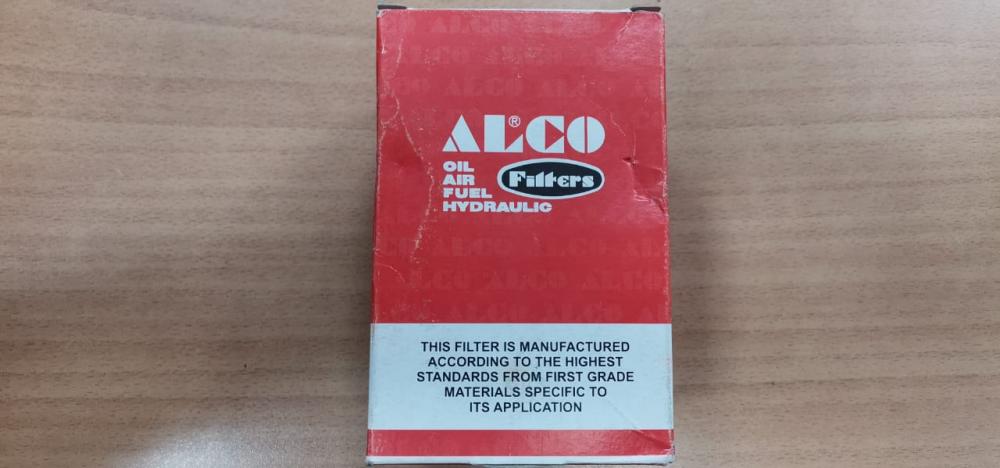 ALCO®
OIL
AIR
FUEL
HYDRAULIC
Filters
THIS FILTER IS MANUFACTURED
ACCORDING TO THE HIGHEST
STANDARDS FROM FIRST GRADE
MATERIALS SPECIFIC TO
ITS APPLICATION